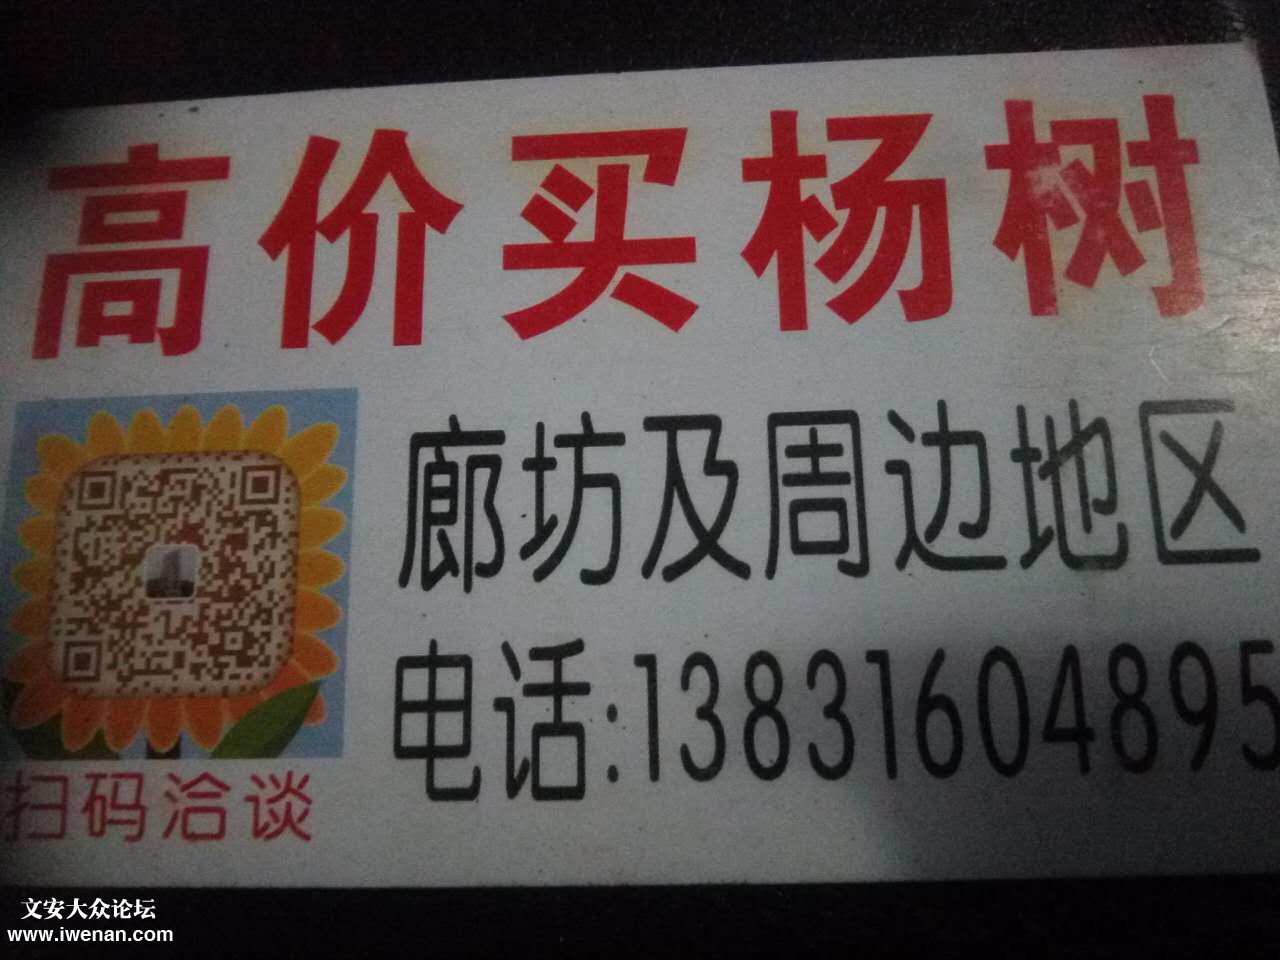 高价买杨树
廊坊及周边地区
电话:13831604895
扫码洽谈
文安大众论坛
www.iwenan.com